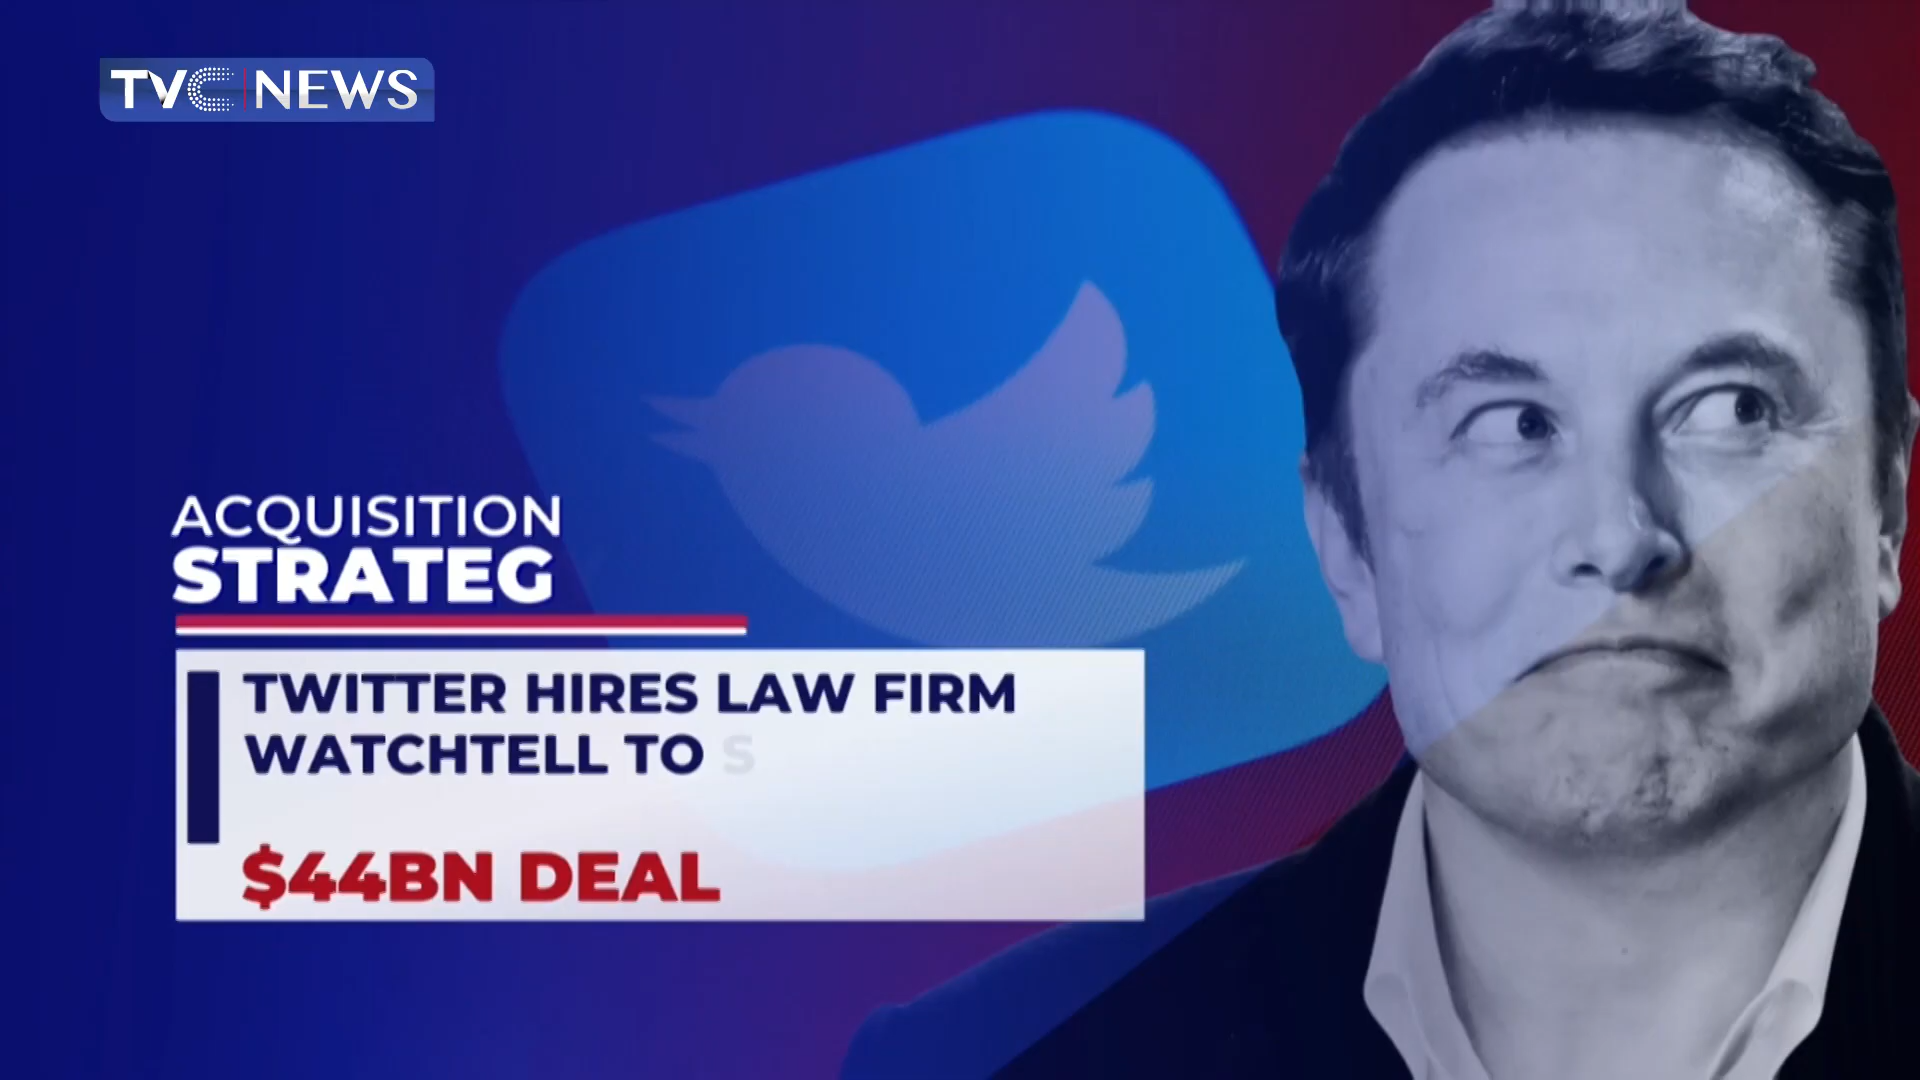 TVC NEWS
ACQUISITION
STRATEG
TWITTER HIRES LAW FIRM
WATCHTELL TO S
$44BN DEAL